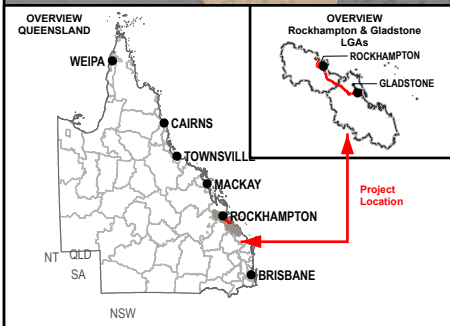 OVERVIEW
QUEENSLAND
WEIPA
CAIRNS
TOWNSVILLE
MACKAY
ROCKHAMPTON
BRISBANE
NT QLD
SA
NSW
OVERVIEW
Rockhampton & Gladstone
LGAs
ROCKHAMPTON
GLADSTONE
Project
Location